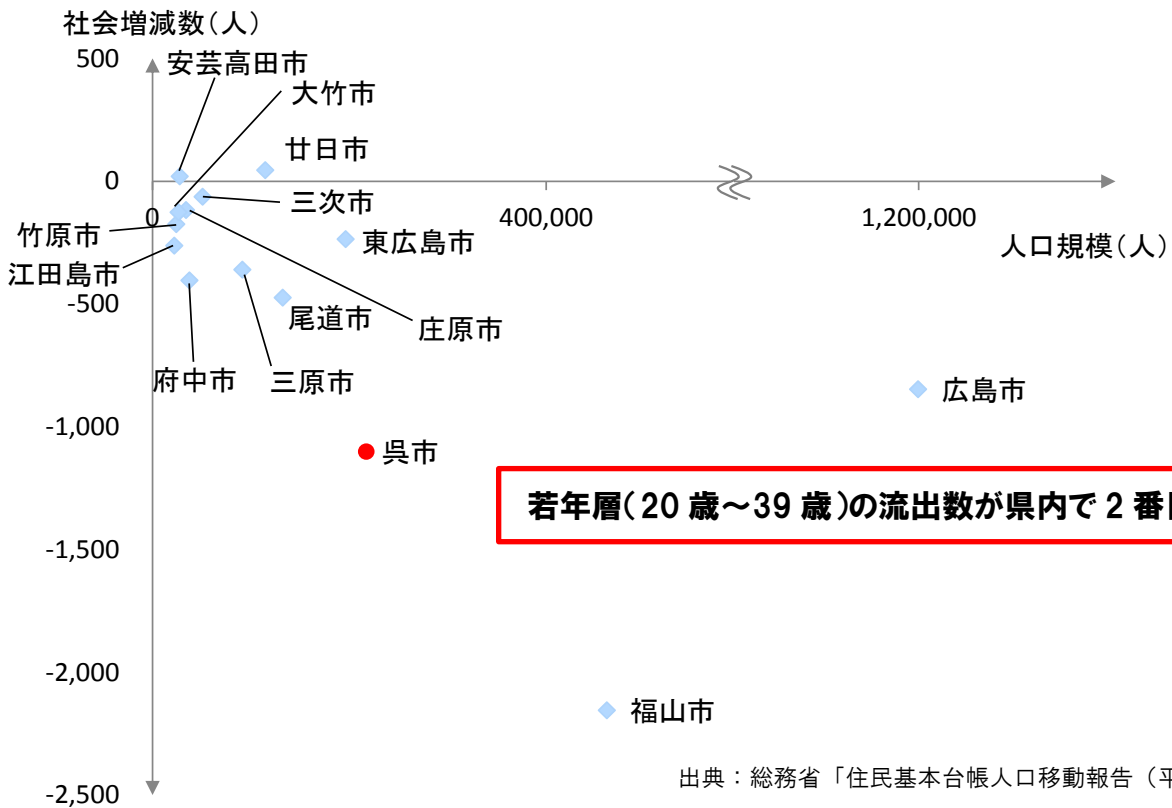 社会増減数(人)
500
安芸高田市
大竹市
廿日市
0
三次市
0
400,000
1,200,000
竹原市
東広島市
人口規模(人)
江田島市
-500
尾道市
庄原市
府中市
三原市
広島市
-1,000
呉市
若年層(20歳～39歳)の流出数が県内で2番
-1,500
-2,000
福山市
出典：総務省「住民基本台帳人口移動報告（平
-2,500